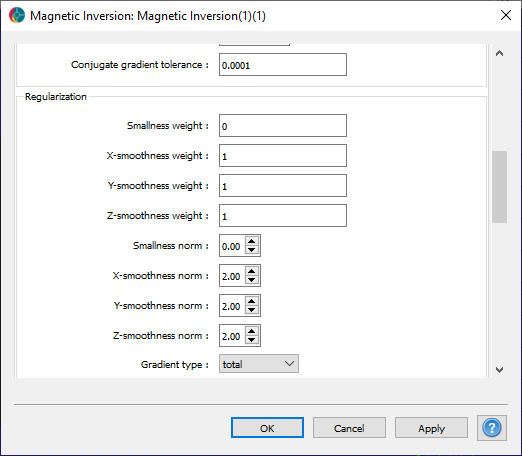 Magnetic Inversion: Magnetic Inversion(1)(1)
Conjugate gradient tolerance : 0.0001
Regularization
Smallness weight : 0
X-smoothness weight : 1
Y-smoothness weight : 1
Z-smoothness weight : 1
Smallness norm : 0.00
X-smoothness norm : 2.00
Y-smoothness norm : 2.00
Z-smoothness norm : 2.00
Gradient type : total
OK Cancel Apply ?